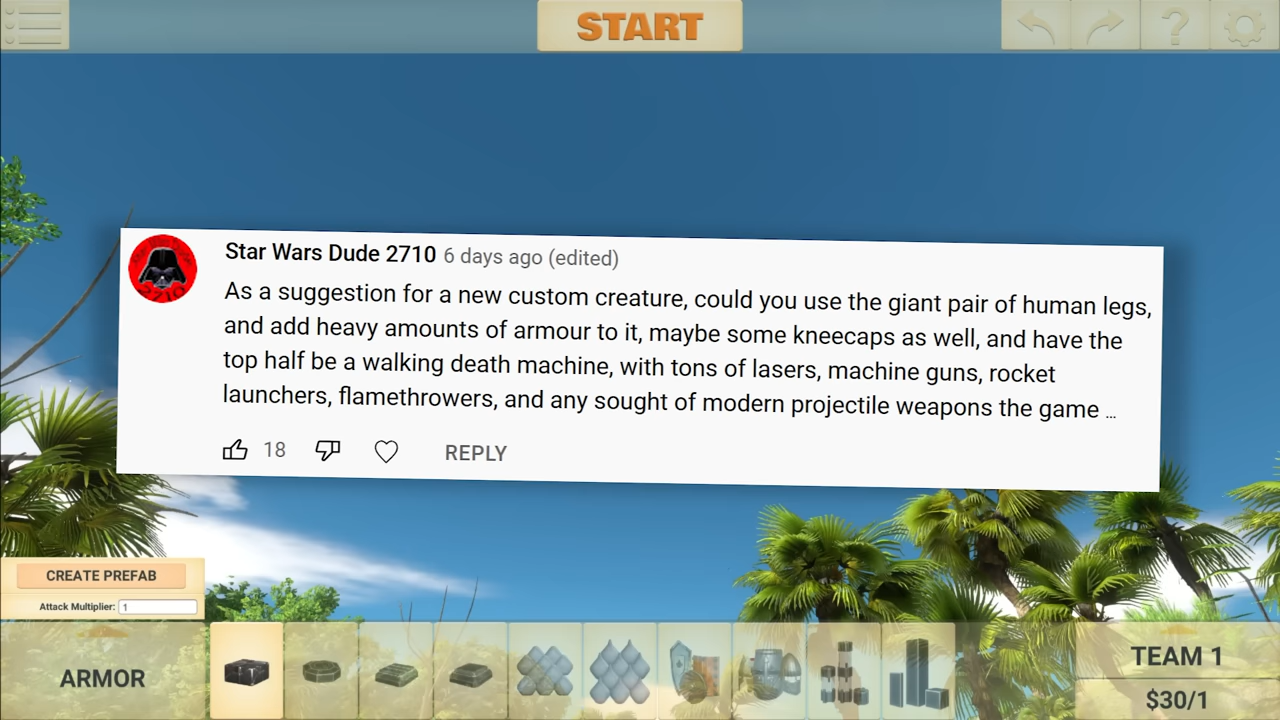 START
?
Star Wars Dude 2710 6 days ago (edited)
2710
As a suggestion for a new custom creature, could you use the giant pair of human legs,
and add heavy amounts of armour to it, maybe some kneecaps as well, and have the
top half be a walking death machine, with tons of lasers, machine guns, rocket
launchers, flamethrowers, and any sought of modern projectile weapons the game ...
18 REPLY
CREATE PREFAB
Attack Multiplier: 1
ARMOR
TEAM 1
$30/1